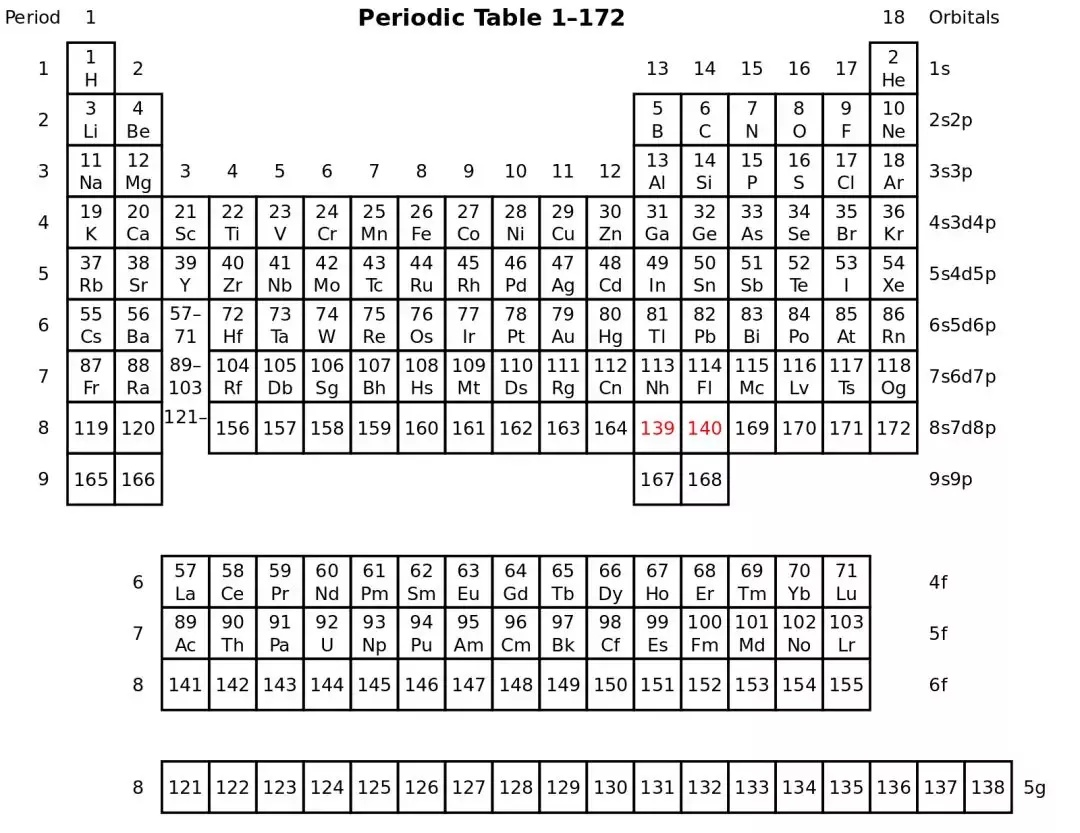 Period 1 Periodic Table 1–172 18 Orbitals
1 2
1 2 13 14 15 16 17 1s
H He
3 4 5 6 7 8 9 10
2 2s2p
Li Be B C N O F Ne
11 12 13 14 15 16 17 18
3 3 4 5 6 7 8 9 10 11 12 3s3p
Na Mg Al Si P S Cl Ar
19 20 21 22 23 24 25 26 27 28 29 30 31 32 33 34 35 36
4 4s3d4p
K Ca Sc Ti V Cr Mn Fe Co Ni Cu Zn Ga Ge As Se Br Kr
37 38 39 40 41 42 43 44 45 46 47 48 49 50 51 52 53 54
5 5s4d5p
Rb Sr Y Zr Nb Mo Tc Ru Rh Pd Ag Cd In Sn Sb Te I Xe
55 56 57– 72 73 74 75 76 77 78 79 80 81 82 83 84 85 86
6 6s5d6p
Cs Ba 71 Hf Ta W Re Os Ir Pt Au Hg Tl Pb Bi Po At Rn
87 88 89– 104 105 106 107 108 109 110 111 112 113 114 115 116 117 118
7 7s6d7p
Fr Ra 103 Rf Db Sg Bh Hs Mt Ds Rg Cn Nh Fl Mc Lv Ts Og
8 119 120 121– 156 157 158 159 160 161 162 163 164 139 140 169 170 171 172 8s7d8p
9 165 166 167 168 9s9p
57 58 59 60 61 62 63 64 65 66 67 68 69 70 71
6 4f
La Ce Pr Nd Pm Sm Eu Gd Tb Dy Ho Er Tm Yb Lu
89 90 91 92 93 94 95 96 97 98 99 100 101 102 103
7 5f
Ac Th Pa U Np Pu Am Cm Bk Cf Es Fm Md No Lr
8 141 142 143 144 145 146 147 148 149 150 151 152 153 154 155 6f
8 121 122 123 124 125 126 127 128 129 130 131 132 133 134 135 136 137 138 5g